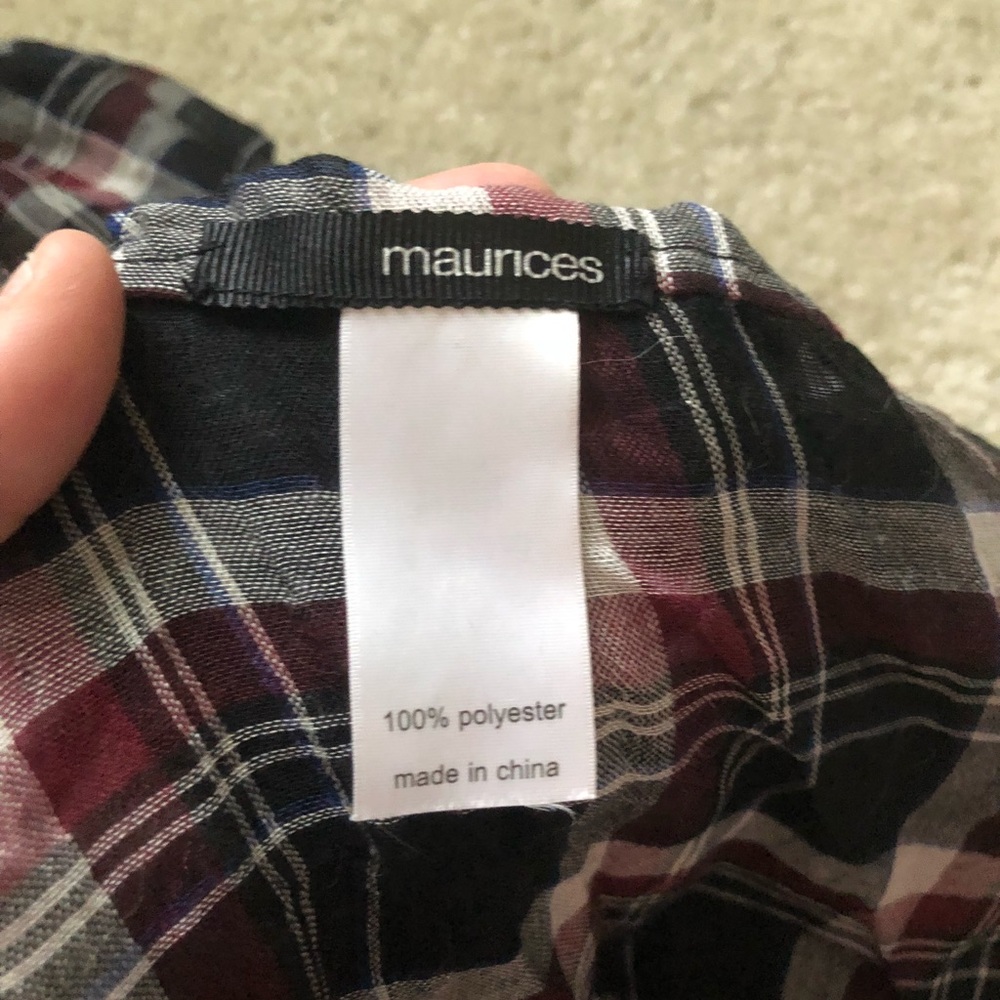 maurices
100% polyester
made in china